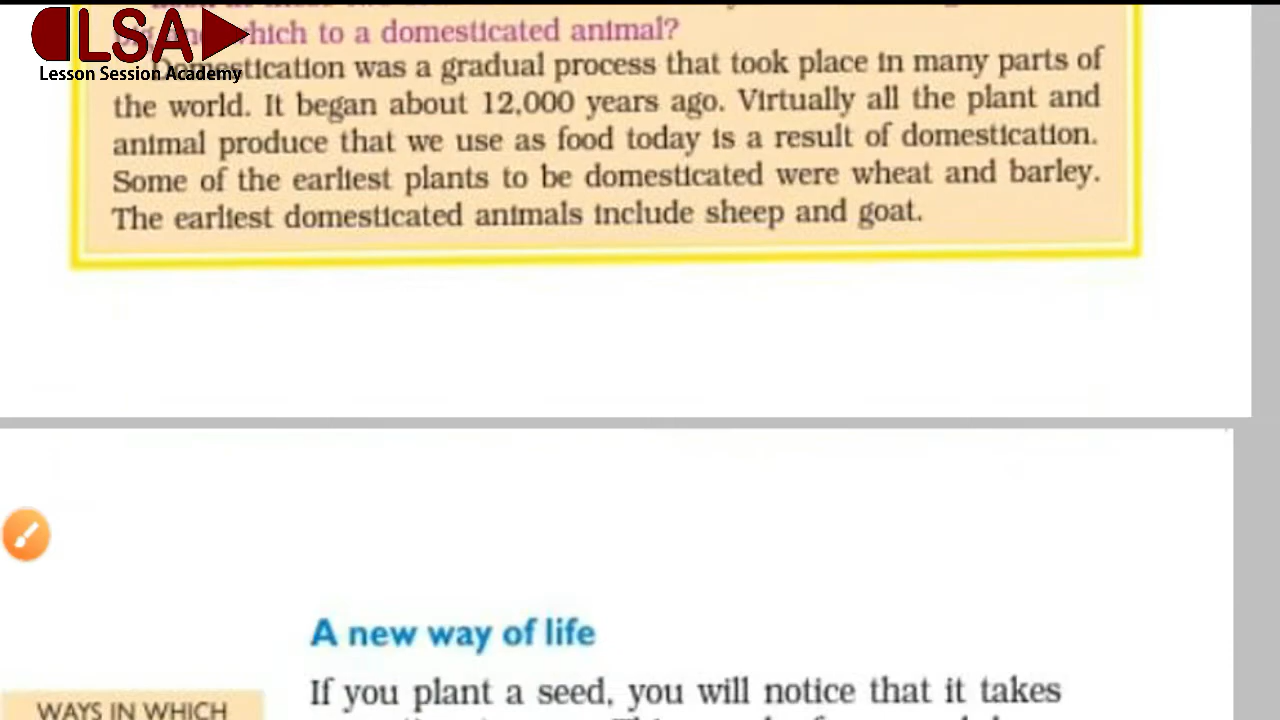 LSA
Lesson Session Academy
which to a domesticated animal?
Domestication was a gradual process that took place in many parts of
the world. It began about 12,000 years ago. Virtually all the plant and
animal produce that we use as food today is a result of domestication.
Some of the earliest plants to be domesticated were wheat and barley.
The earliest domesticated animals include sheep and goat.
A new way of life
If you plant a seed, you will notice that it takes
WAYS IN WHICH